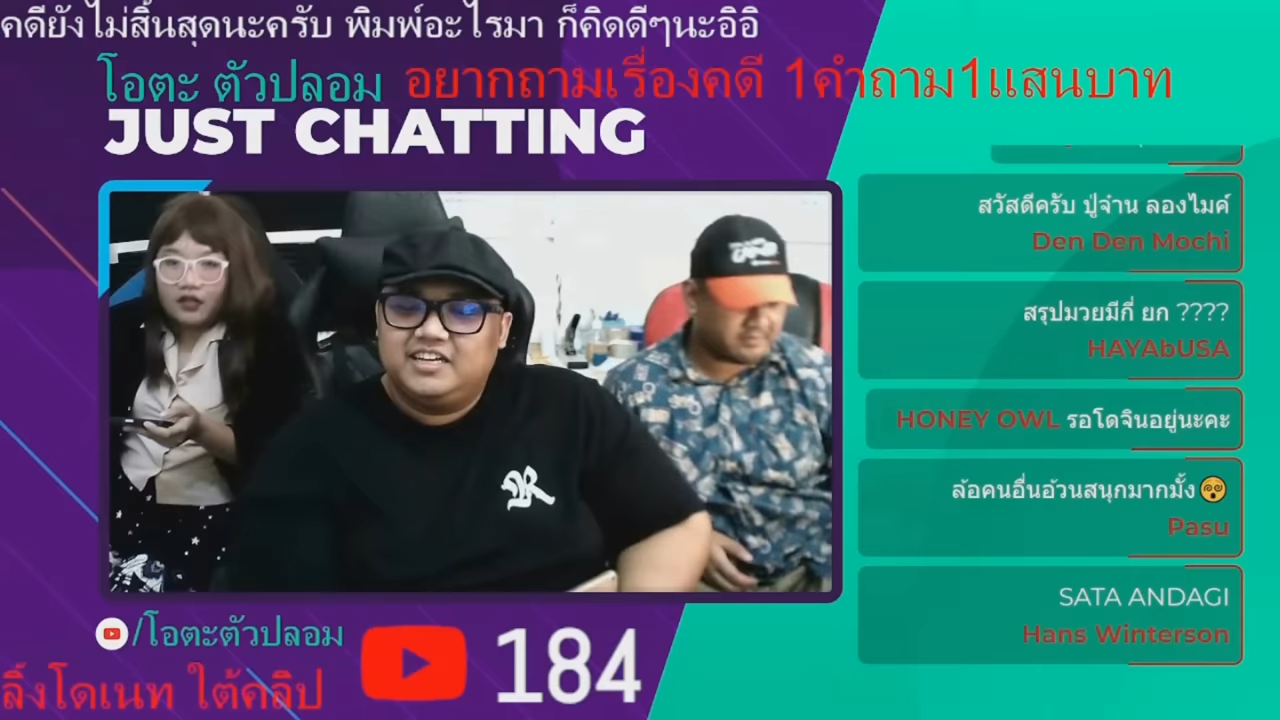 คดียังไม่สิ้นสุดนะครับ พิมพ์อะไรมา ก็คิดดีๆนะอิอิ
โอตะ ตัวปลอม อยากถามเรื่องคดี 1คำถาม1แสนบาท
JUST CHATTING
สวัสดีครับ ปู่จ๋าน ลองไมค์
Den Den Mochi
สรุปมวยมีกี่ ยก ????
HAYAbUSA
HONEY OWL รอโดจินอยู่นะคะ
ล้อคนอื่นอ้วนสนุกมากมั้ง😵
Pasu
SATA ANDAGI
Hans Winterson
/โอตะตัวปลอม
184
ลิ้งโดเนท ใต้คลิป